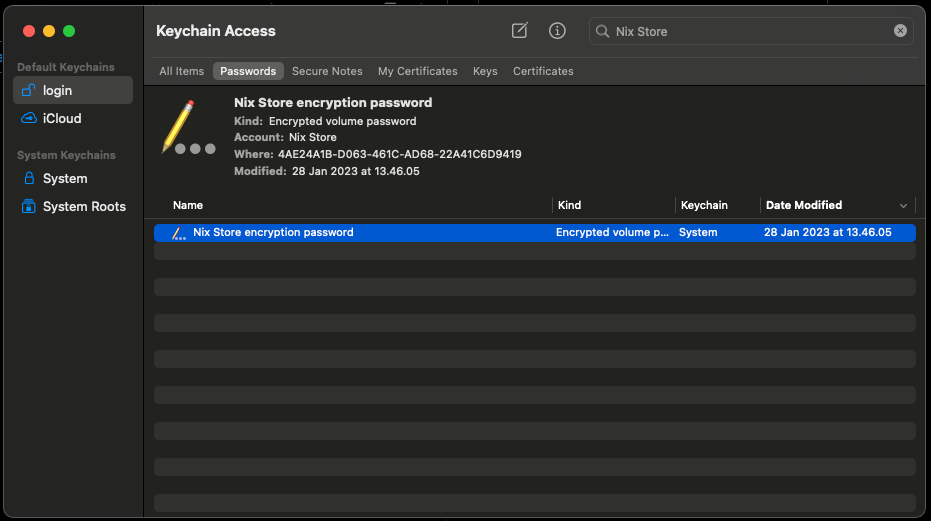 Keychain Access
Nix Store
Default Keychains
login
iCloud
System Keychains
System
System Roots
All Items Passwords Secure Notes My Certificates Keys Certificates
Nix Store encryption password
Kind: Encrypted volume password
Account: Nix Store
Where: 4AE24A1B-D063-461C-AD68-22A41C6D9419
Modified: 28 Jan 2023 at 13.46.05
Name Kind Keychain Date Modified
Nix Store encryption password Encrypted volume p... System 28 Jan 2023 at 13.46.05